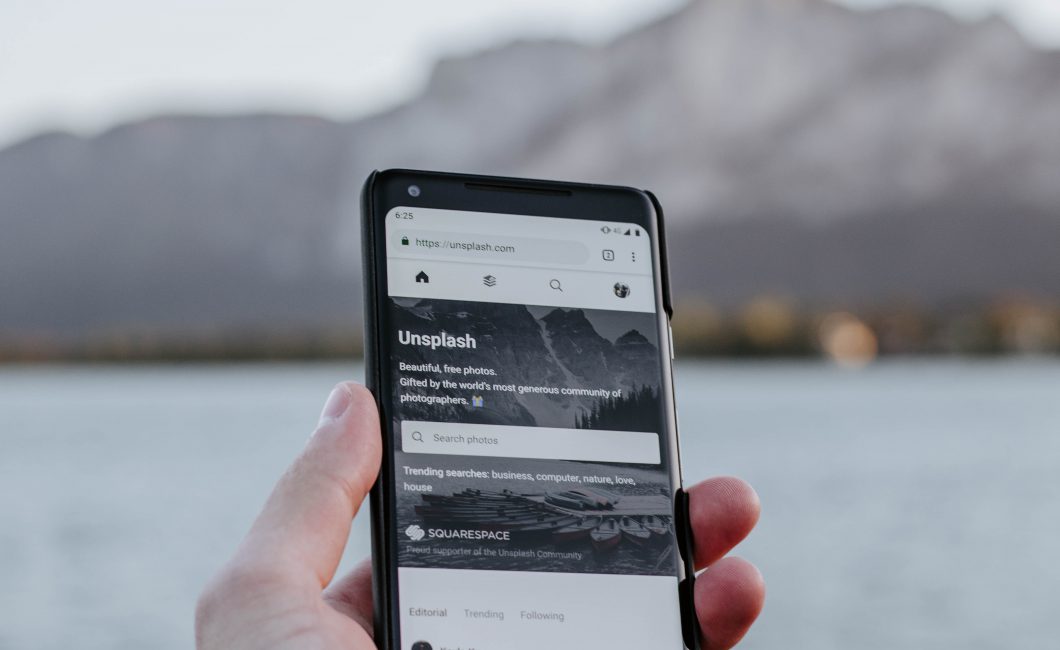 6:25
4G
https://unsplash.com
2
Unsplash
Beautiful, free photos.
Gifted by the world's most generous community of
photographers. 🎁
Search photos
Trending searches: business, computer, nature, love,
house
SQUARESPACE
Proud supporter of the Unsplash Community
Editorial Trending Following